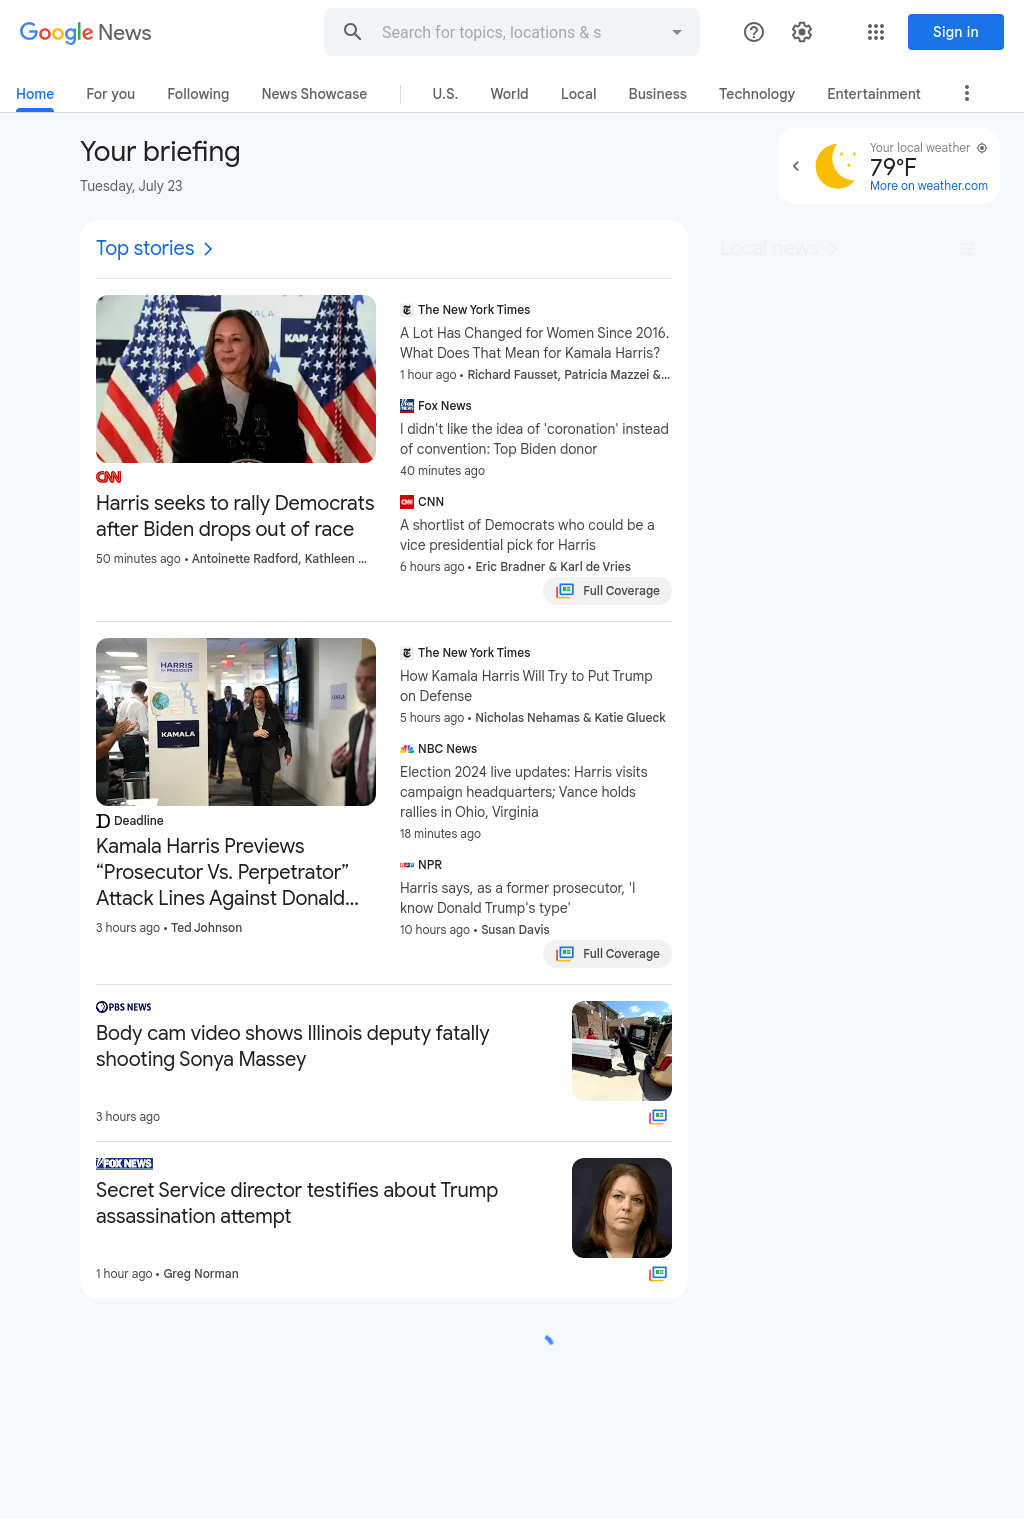 Google News
Search for topics, locations & s
Sign in
Home
For you
Following
News Showcase
U.S.
World
Local
Business
Technology
Entertainment
Your briefing
Tuesday, July 23
Your local weather
79°F
More on weather.com
Top stories
Local news
KAM
CNN
Harris seeks to rally Democrats
after Biden drops out of race
50 minutes ago • Antoinette Radford, Kathleen ...
The New York Times
A Lot Has Changed for Women Since 2016.
What Does That Mean for Kamala Harris?
1 hour ago • Richard Fausset, Patricia Mazzei &...
Fox News
I didn't like the idea of 'coronation' instead
of convention: Top Biden donor
40 minutes ago
CNN
A shortlist of Democrats who could be a
vice presidential pick for Harris
6 hours ago • Eric Bradner & Karl de Vries
Full Coverage
HARRIS
FOR PRESIDENT
VOTE
KAMALA
KAMALA
Deadline
Kamala Harris Previews
“Prosecutor Vs. Perpetrator”
Attack Lines Against Donald...
3 hours ago • Ted Johnson
The New York Times
How Kamala Harris Will Try to Put Trump
on Defense
5 hours ago • Nicholas Nehamas & Katie Glueck
NBC News
Election 2024 live updates: Harris visits
campaign headquarters; Vance holds
rallies in Ohio, Virginia
18 minutes ago
NPR
Harris says, as a former prosecutor, 'I
know Donald Trump's type'
10 hours ago • Susan Davis
Full Coverage
PBS NEWS
Body cam video shows Illinois deputy fatally
shooting Sonya Massey
3 hours ago
FOX NEWS
Secret Service director testifies about Trump
assassination attempt
1 hour ago • Greg Norman